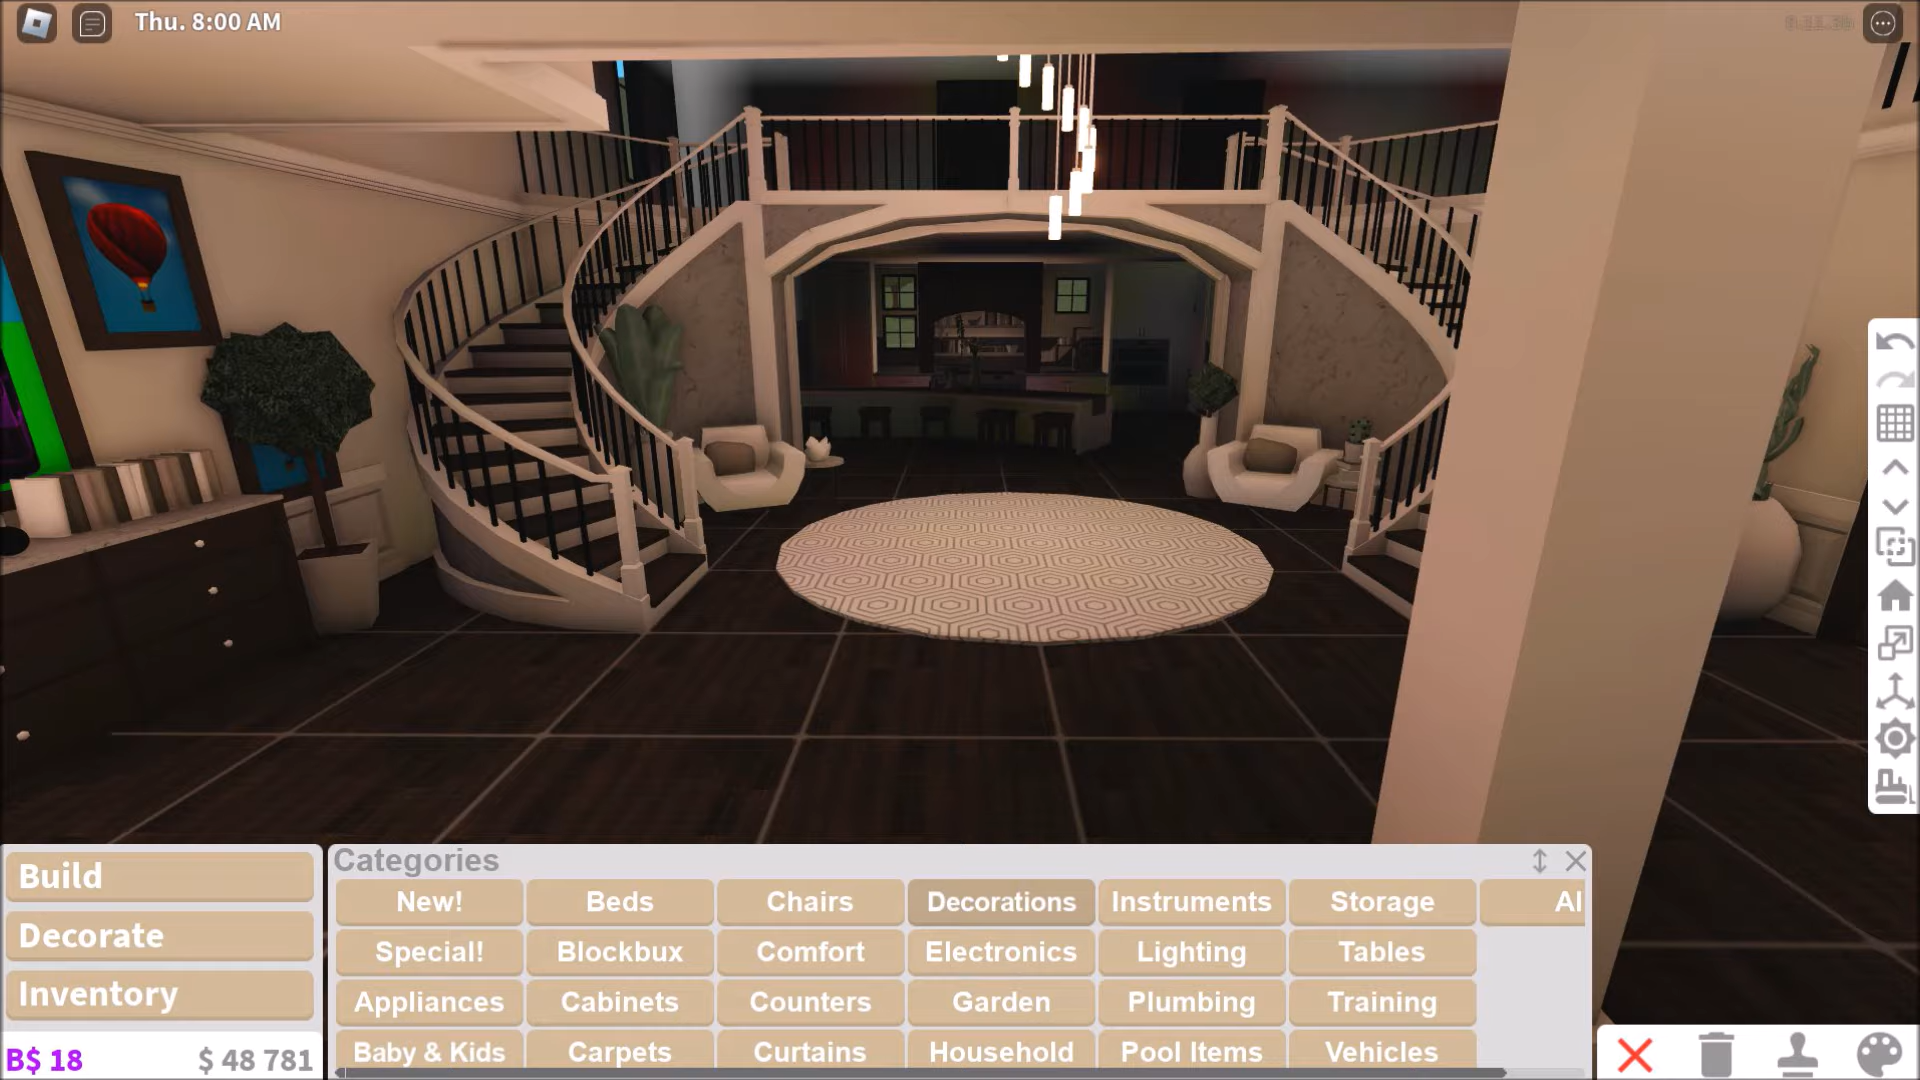 Thu. 8:00 AM
Build
Decorate
Inventory
B$ 18
$ 48 781
Categories
New! Beds Chairs Decorations Instruments Storage Al
Special! Blockbux Comfort Electronics Lighting Tables
Appliances Cabinets Counters Garden Plumbing Training
Baby & Kids Carpets Curtains Household Pool Items Vehicles